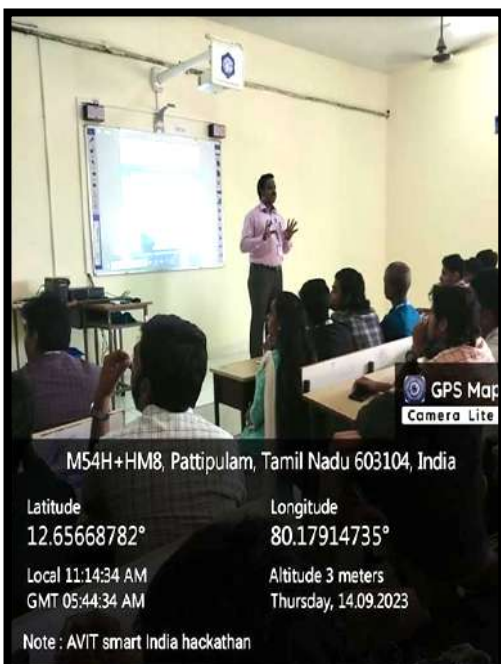 GPS Map
Camera Lite
M54H+HM8, Pattipulam, Tamil Nadu 603104, India
Latitude
12.65668782°
Longitude
80.17914735°
Local 11:14:34 AM
GMT 05:44:34 AM
Altitude 3 meters
Thursday, 14.09.2023
Note : AVIT smart India hackathan